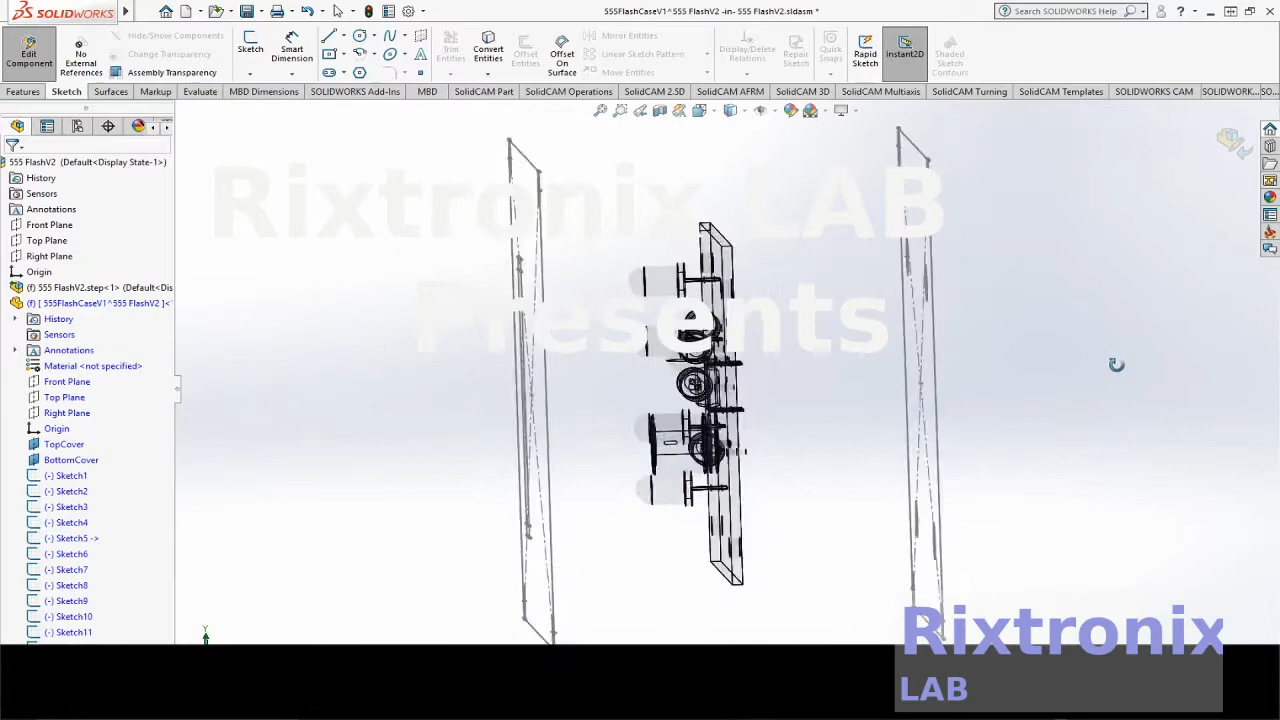 SOLIDWORKS
555FlashCaseV1^555 FlashV2 -in- 555 FlashV2.sldasm *
Search SOLIDWORKS Help
Edit Component
No External References
Hide/Show Components
Change Transparency
Assembly Transparency
Sketch
Smart Dimension
Trim Entities
Convert Entities
Offset Entities
Offset On Surface
Mirror Entities
Linear Sketch Pattern
Move Entities
Display/Delete Relations
Repair Sketch
Quick Snaps
Rapid Sketch
Instant2D
Shaded Sketch Contours
Features
Sketch
Surfaces
Markup
Evaluate
MBD Dimensions
SOLIDWORKS Add-Ins
MBD
SolidCAM Part
SolidCAM Operations
SolidCAM 2.5D
SolidCAM AFRM
SolidCAM 3D
SolidCAM Multiaxis
SolidCAM Turning
SolidCAM Templates
SOLIDWORKS CAM
SOLIDWORK...
SO...
555 FlashV2 (Default<Display State-1>)
History
Sensors
Annotations
Front Plane
Top Plane
Right Plane
Origin
(f) 555 FlashV2.step<1> (Default<Dis
(f) [ 555FlashCaseV1^555 FlashV2 ]<
History
Sensors
Annotations
Material <not specified>
Front Plane
Top Plane
Right Plane
Origin
TopCover
BottomCover
(-) Sketch1
(-) Sketch2
(-) Sketch3
(-) Sketch4
(-) Sketch5 ->
(-) Sketch6
(-) Sketch7
(-) Sketch8
(-) Sketch9
(-) Sketch10
(-) Sketch11
Rixtronix LAB
Presents
Y
Rixtronix
LAB